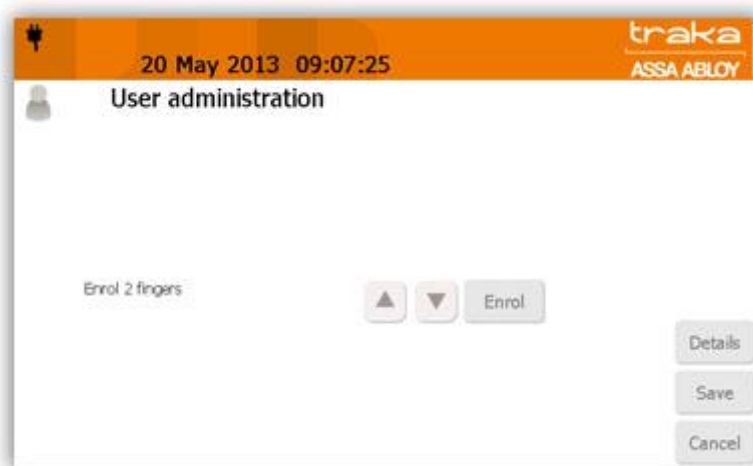 traka
20 May 2013 09:07:25
ASSA ABLOY
User administration
Enrol 2 fingers
Enrol
Details
Save
Cancel